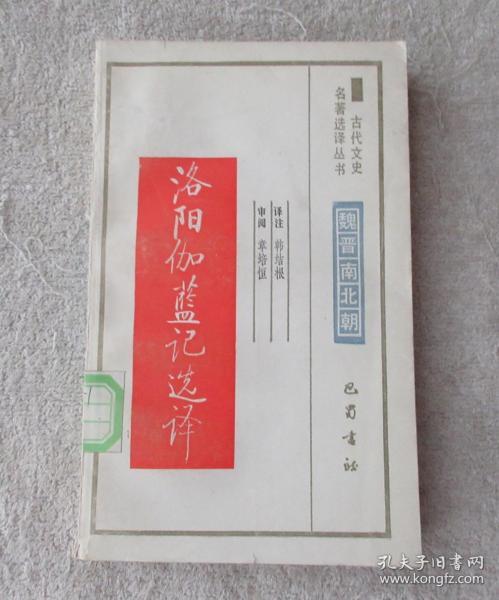 古代文史
名著选译丛书
魏晋南北朝
译注 韩结根
审阅 章培恒
洛阳伽蓝记选译
巴蜀书社
孔夫子旧书网
www.kongfz.com